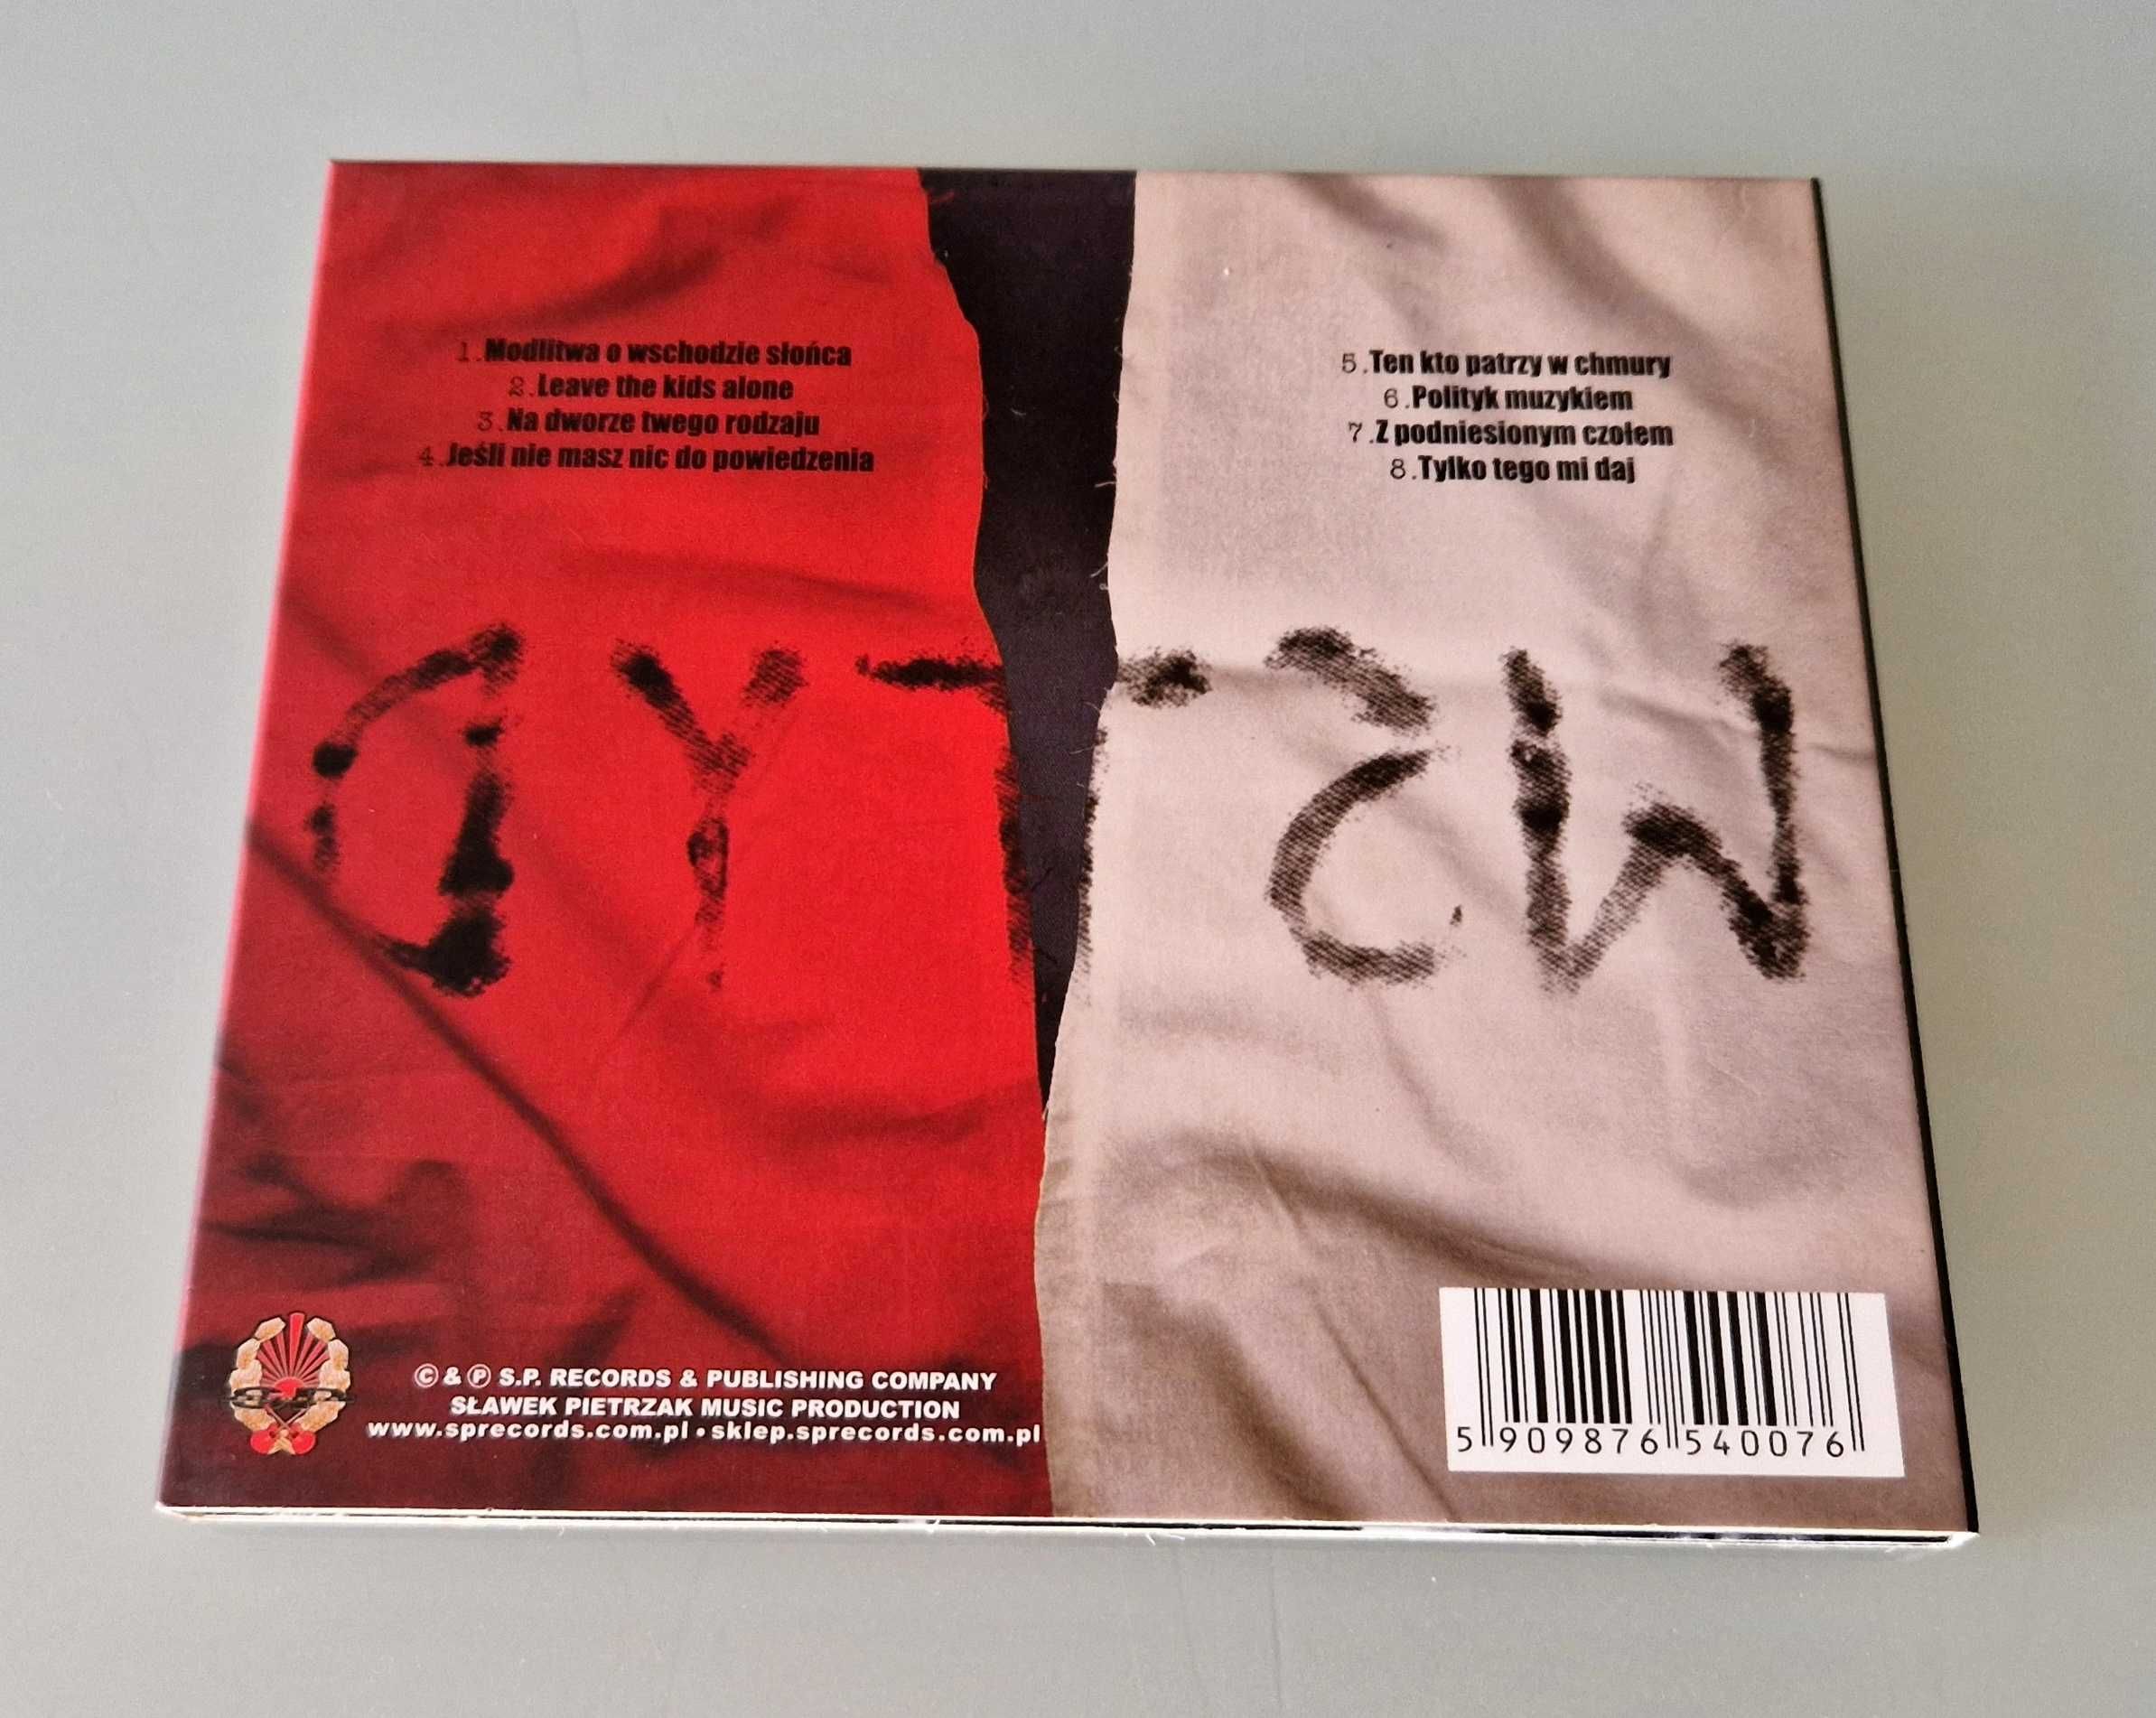 1.Modlitwa o wschodzie słońca
2.Leave the kids alone
3.Na dworze twego rodzaju
4.Jeśli nie masz nic do powiedzenia
5.Ten kto patrzy w chmury
6.Polityk muzykiem
7.Z podniesionym czołem
8.Tylko tego mi daj
WSTYD
© & ℗ S.P. RECORDS & PUBLISHING COMPANY
SŁAWEK PIETRZAK MUSIC PRODUCTION
www.sprecords.com.pl • sklep.sprecords.com.pl
5 909876 540076